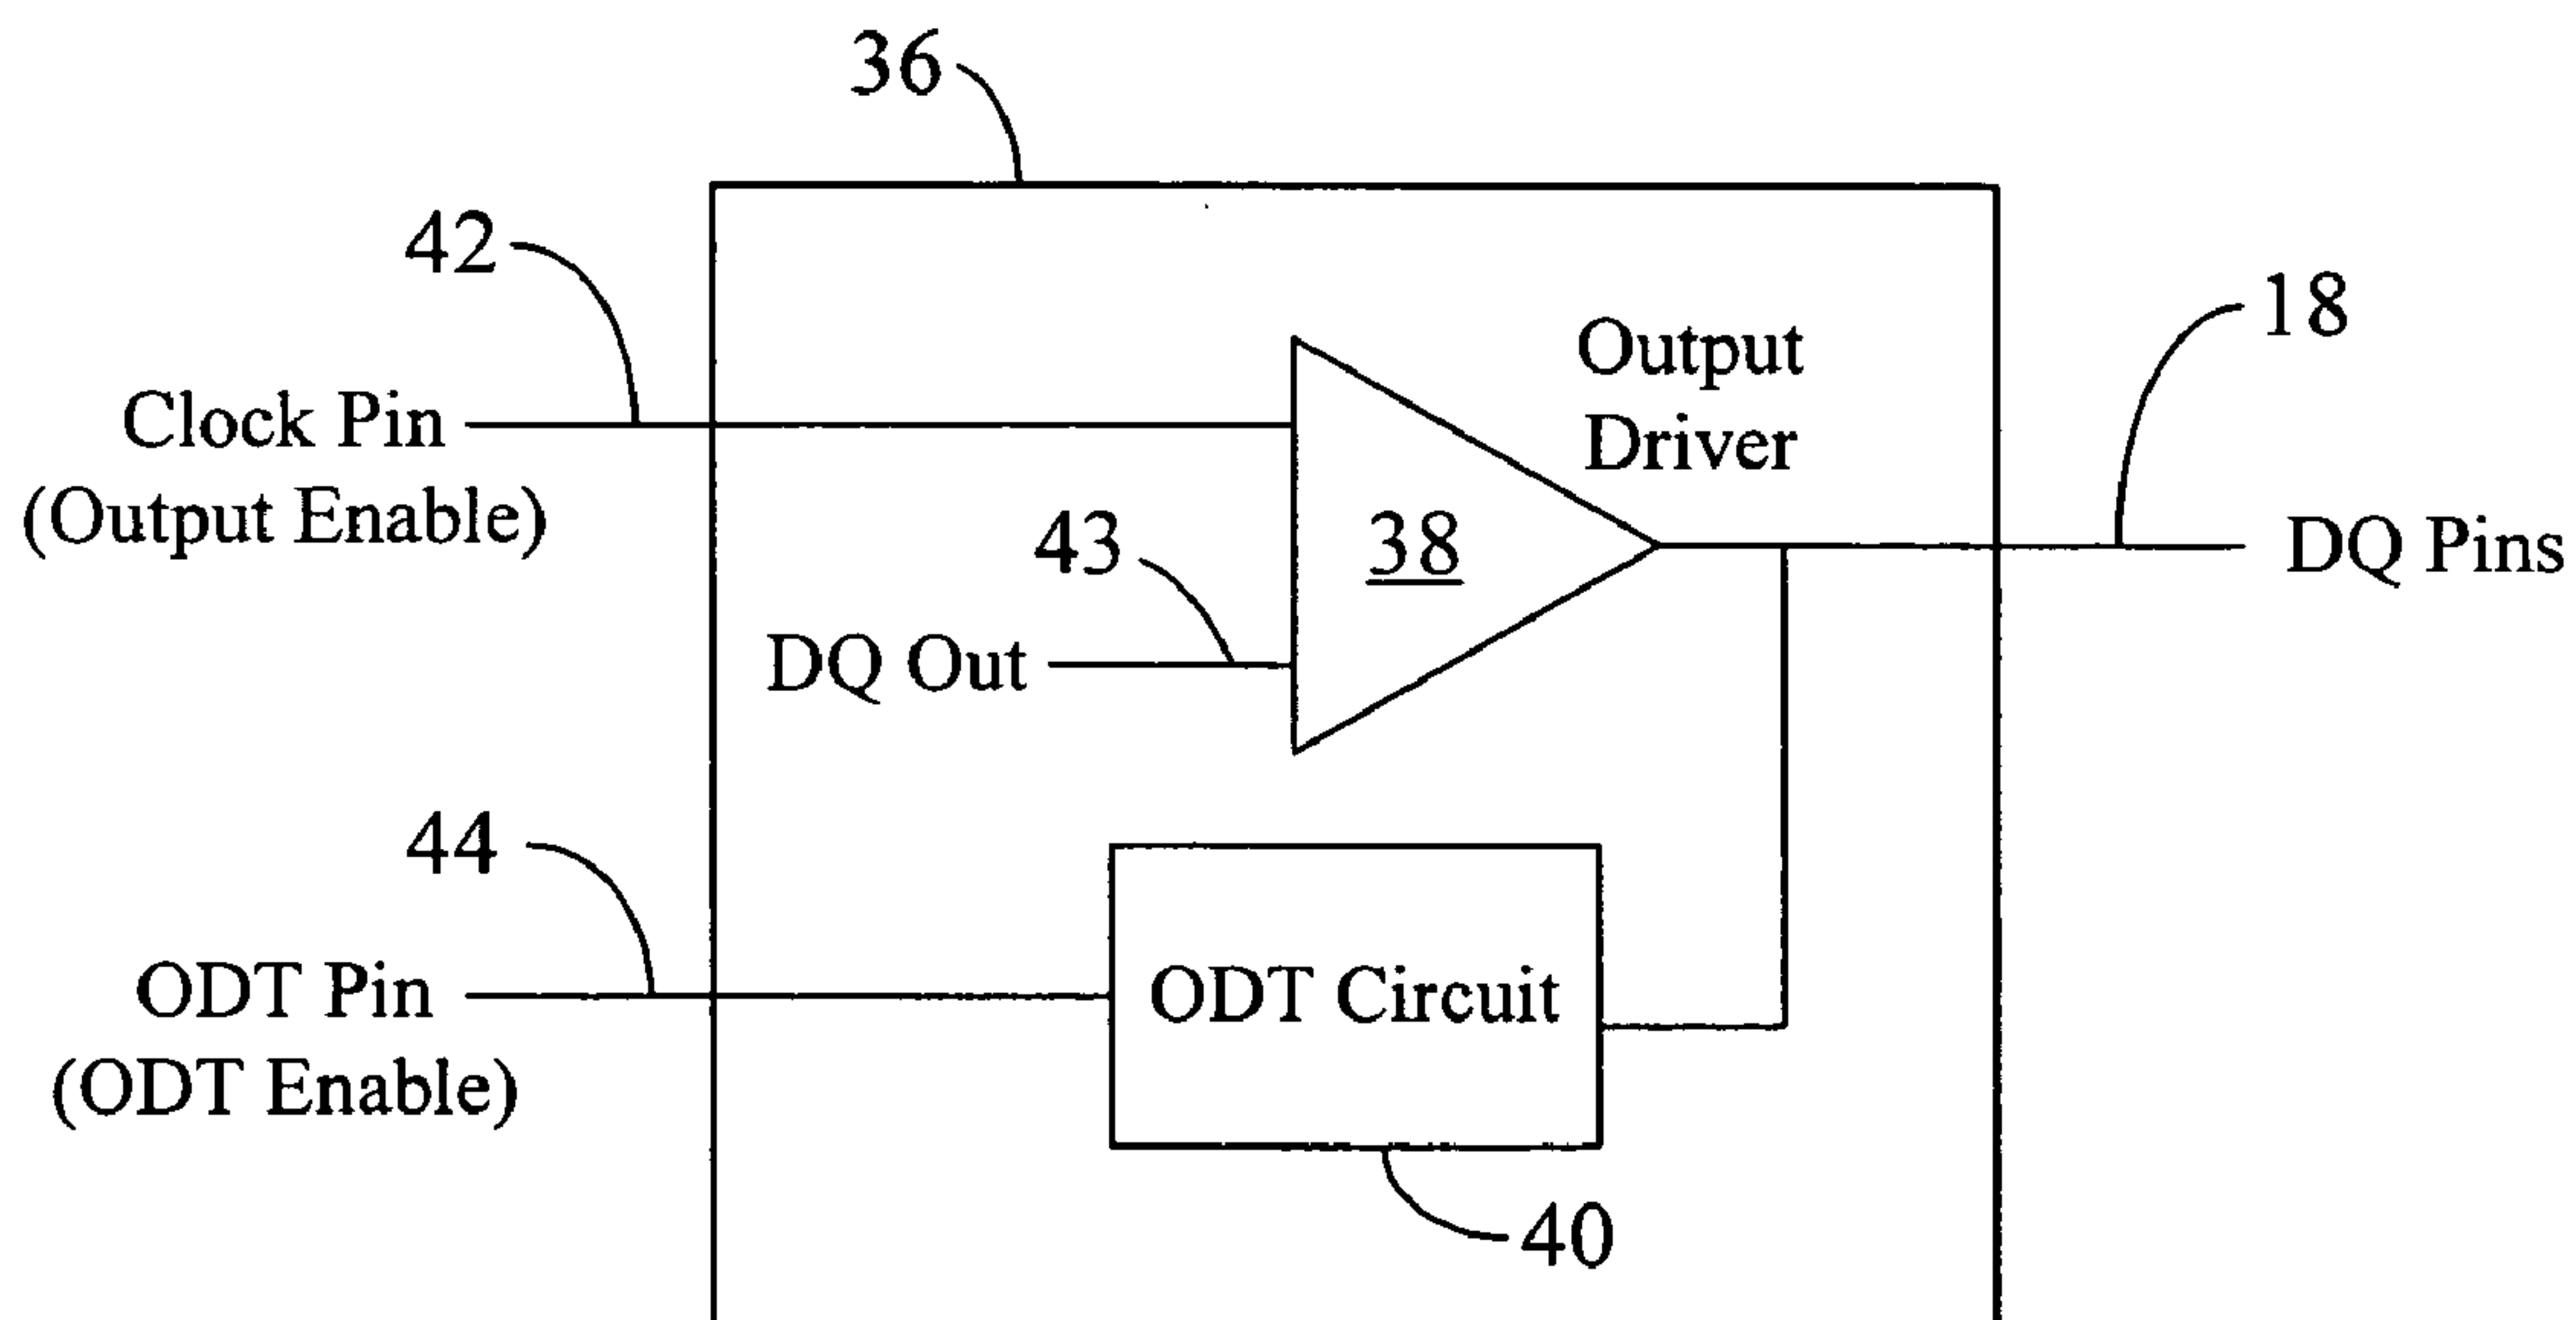 36
42
18
Output
Driver
Clock Pin
(Output Enable)
38
43
DQ Pins
DQ Out
44
ODT Pin
(ODT Enable)
ODT Circuit
40